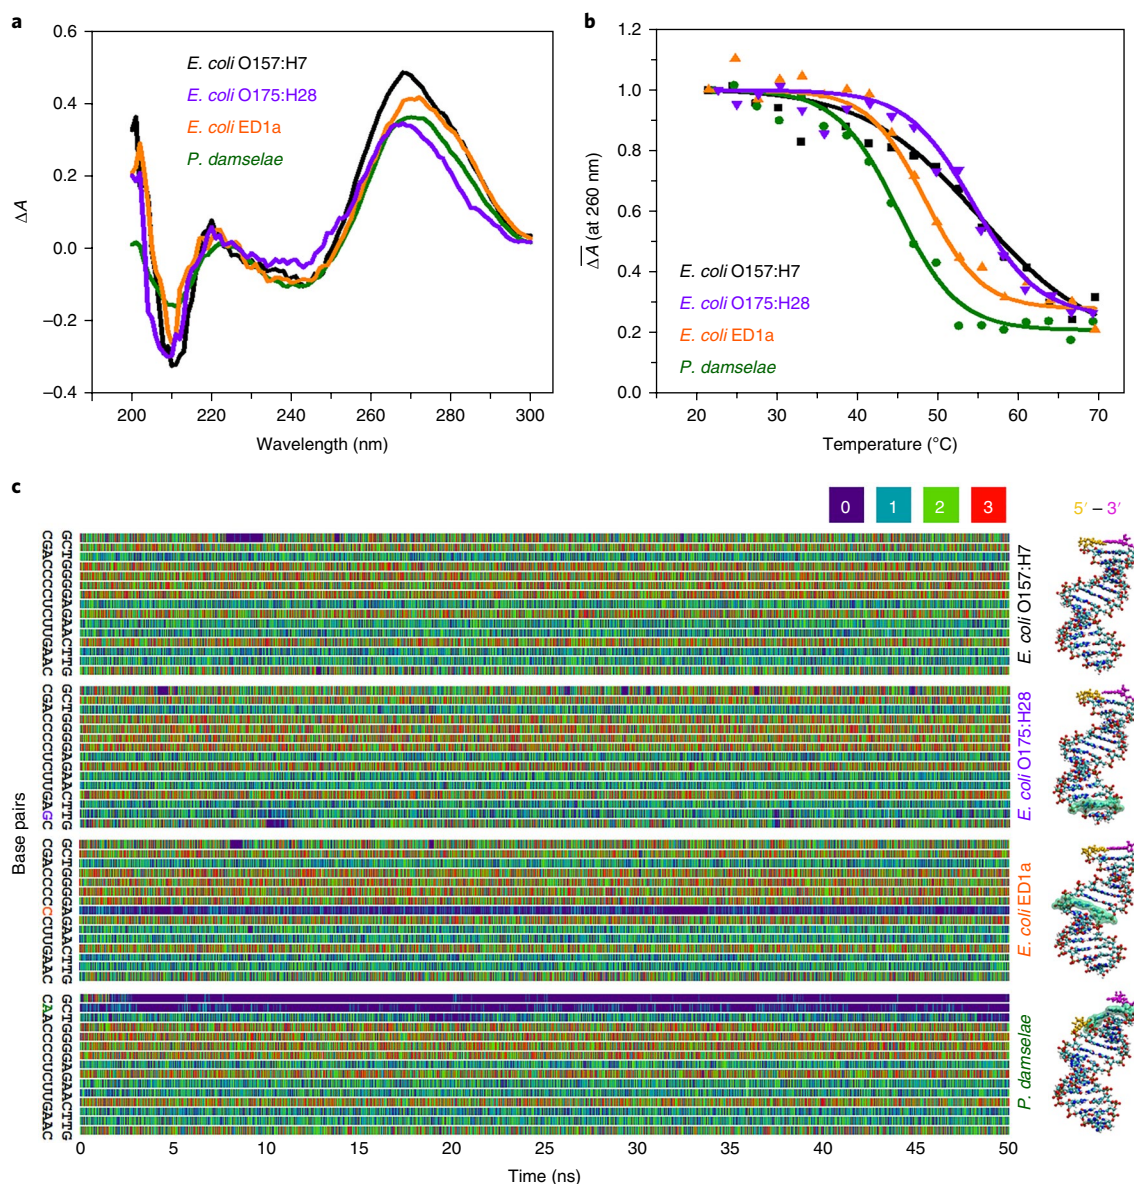 a
0.6
0.4
0.2
0.0
–0.2
–0.4
ΔA
E. coli O157:H7
E. coli O175:H28
E. coli ED1a
P. damselae
200
220
240
260
280
300
Wavelength (nm)
b
1.2
1.0
0.8
0.6
0.4
0.2
0.0
ΔA (at 260 nm)
E. coli O157:H7
E. coli O175:H28
E. coli ED1a
P. damselae
20
30
40
50
60
70
Temperature (°C)
c
0
1
2
3
5′ – 3′
Base pairs
CGACCCCUCUUGAAC
GCTGGGGAGAACTTG
E. coli O157:H7
CGACCCCUCUUGAGC
GCTGGGGAGAACTTG
E. coli O175:H28
CGACCCCCCUUGAAC
GCTGGGGAGAACTTG
E. coli ED1a
CAACCCCUCUUGAAC
GCTGGGGAGAACTTG
P. damselae
0
5
10
15
20
25
30
35
40
45
50
Time (ns)